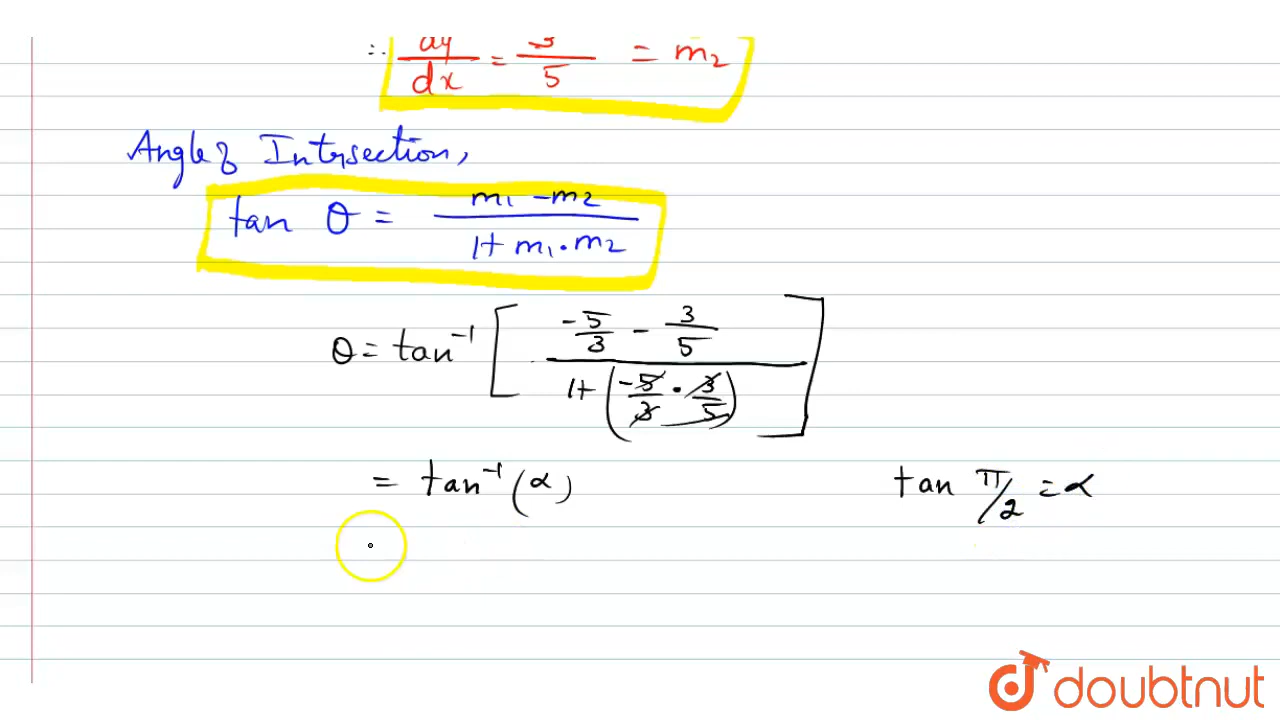 ∴ dy/dx = 3/5 = m2
Angle of Intersection,
tan θ = (m1 - m2)/(1 + m1·m2)
θ = tan⁻¹ [ (-5/3 - 3/5)/(1 + (-5/3 · 3/5)) ]
= tan⁻¹(∝) tan π/2 = ∝
doubtnut